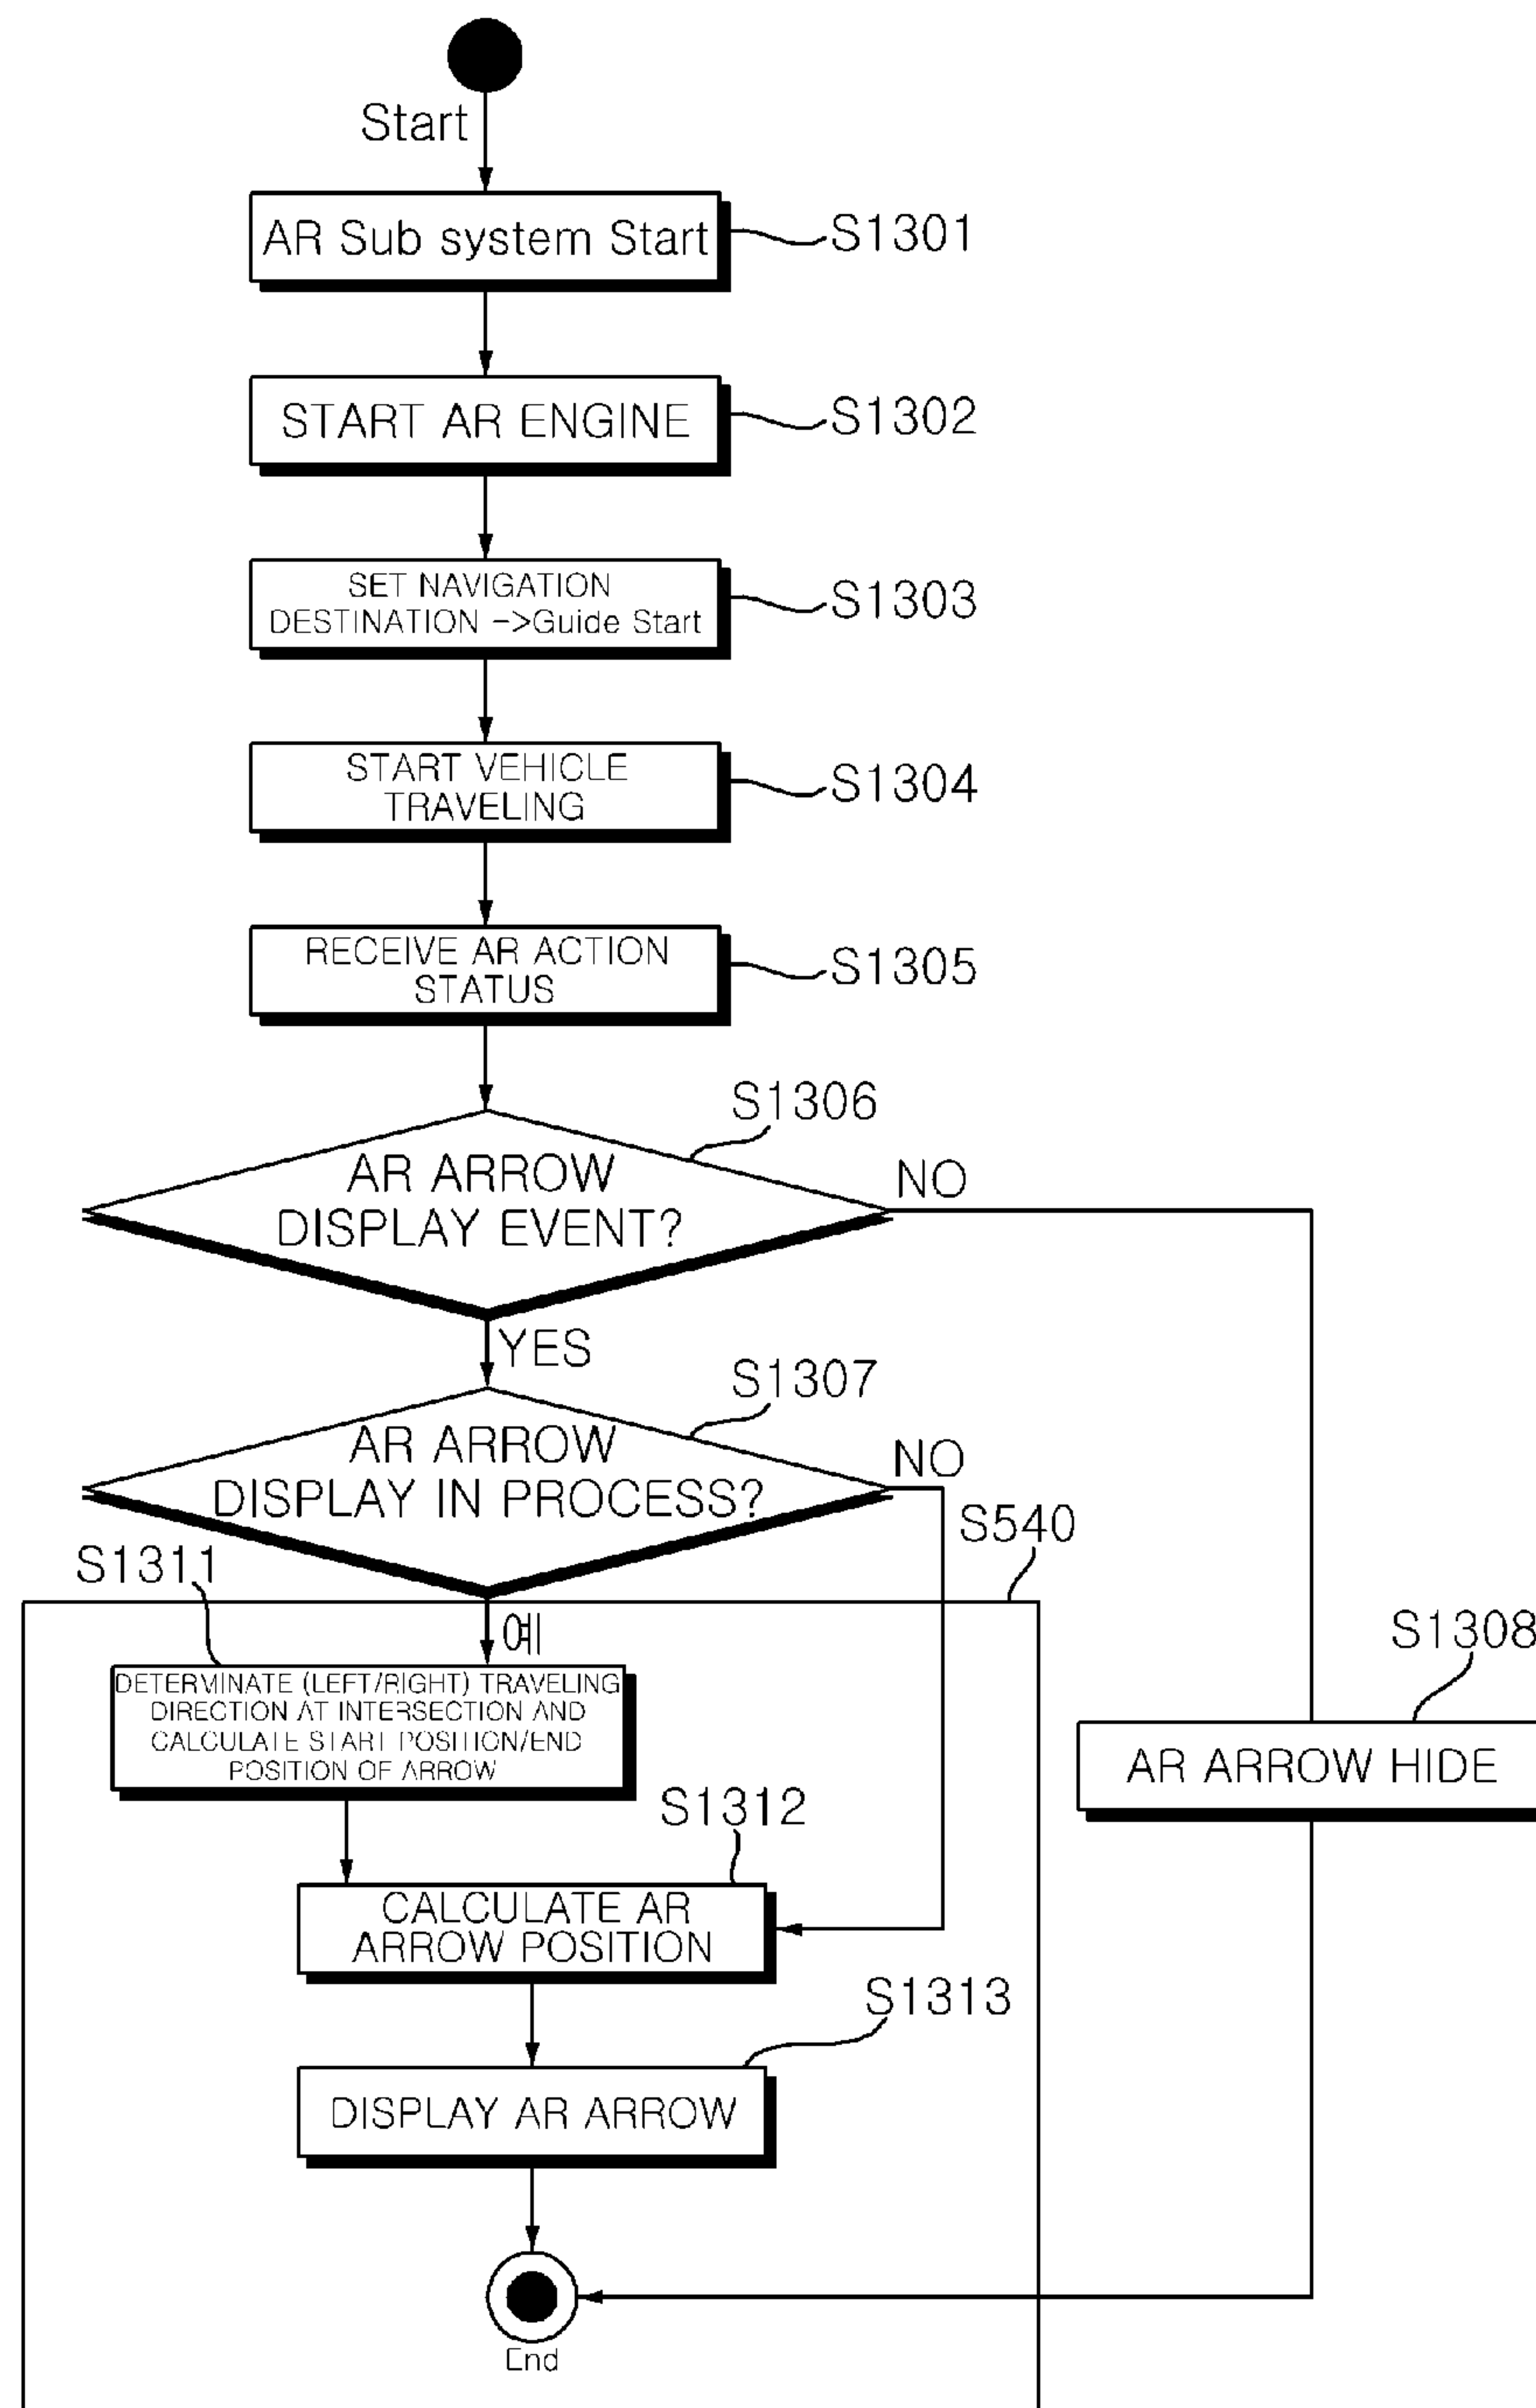 Start
AR Sub system Start
S1301
START AR ENGINE
S1302
SET NAVIGATION
DESTINATION ->Guide Start
S1303
START VEHICLE
TRAVELING
S1304
RECEIVE AR ACTION
STATUS
S1305
S1306
AR ARROW
DISPLAY EVENT?
NO
YES
S1307
AR ARROW
DISPLAY IN PROCESS?
NO
S540
S1311
예
DETERMINATE (LEFT/RIGHT) TRAVELING
DIRECTION AT INTERSECTION AND
CALCULATE START POSITION/END
POSITION OF ARROW
S1308
AR ARROW HIDE
S1312
CALCULATE AR
ARROW POSITION
S1313
DISPLAY AR ARROW
End